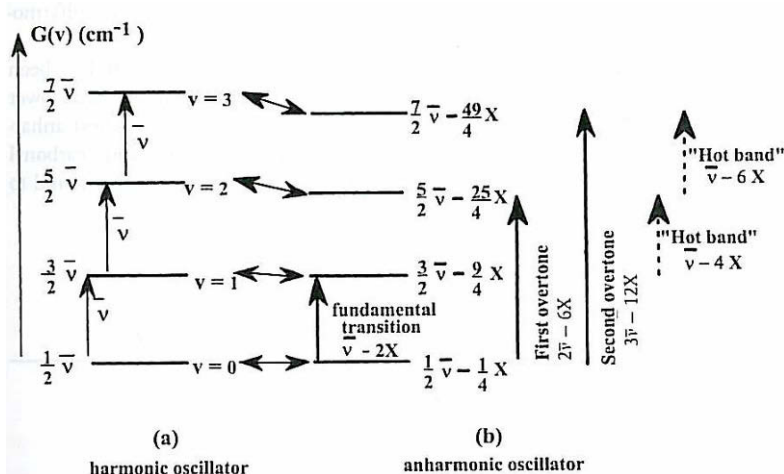 G(ν) (cm⁻¹)
7/2 ν̄
v = 3
7/2 ν̄ – 49/4 X
ν̄
"Hot band"
ν̄ – 6 X
5/2 ν̄
v = 2
5/2 ν̄ – 25/4 X
ν̄
"Hot band"
ν̄ – 4 X
3/2 ν̄
v = 1
3/2 ν̄ – 9/4 X
ν̄
fundamental
transition
ν̄ - 2X
First overtone
2ν̄ – 6X
Second overtone
3ν̄ – 12X
1/2 ν̄
v = 0
1/2 ν̄ – 1/4 X
(a)
(b)
harmonic oscillator
anharmonic oscillator